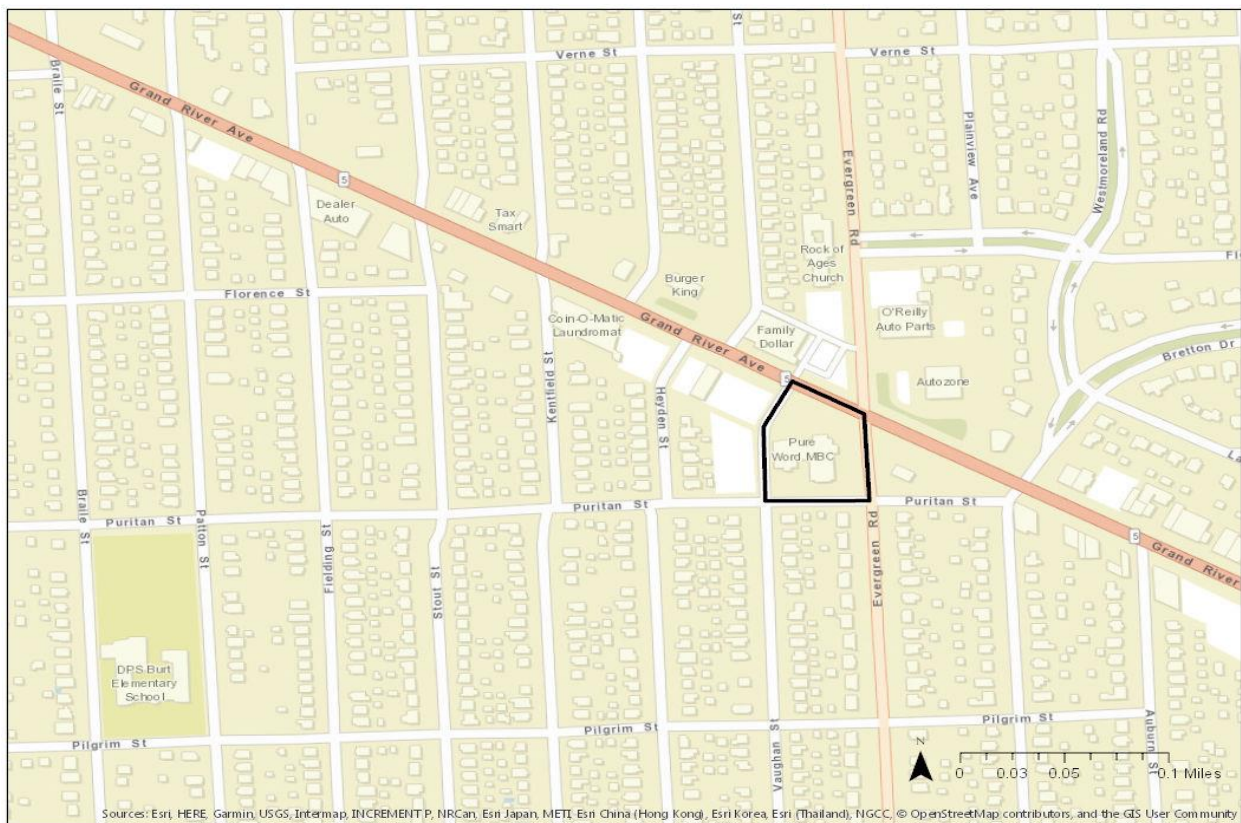 St
St
Verne St
Verne St
Braile St
Grand River Ave
5
Plainview Ave
Westmoreland Rd
Evergreen Rd
Dealer
Auto
Tax
Smart
Rock of
Ages
Church
Florence St
Burger
King
Coin-O-Matic
Laundromat
Grand River Ave
Family
Dollar
O'Reilly
Auto Parts
Bretton Dr
Kentfield St
Heyden St
5
Autozone
Pure
Word MBC
Puritan St
Puritan St
Puritan St
Braile St
Patton St
Fielding St
Stout St
Evergreen Rd
5
Grand River
DPS-Burt
Elementary
School
Pilgrim St
Pilgrim St
Pilgrim St
Vaughan St
Auburn St
N
0 0.03 0.05 0.1 Miles
Sources: Esri, HERE, Garmin, USGS, Intermap, INCREMENT P, NRCan, Esri Japan, METI, Esri China (Hong Kong), Esri Korea, Esri (Thailand), NGCC, © OpenStreetMap contributors, and the GIS User Community